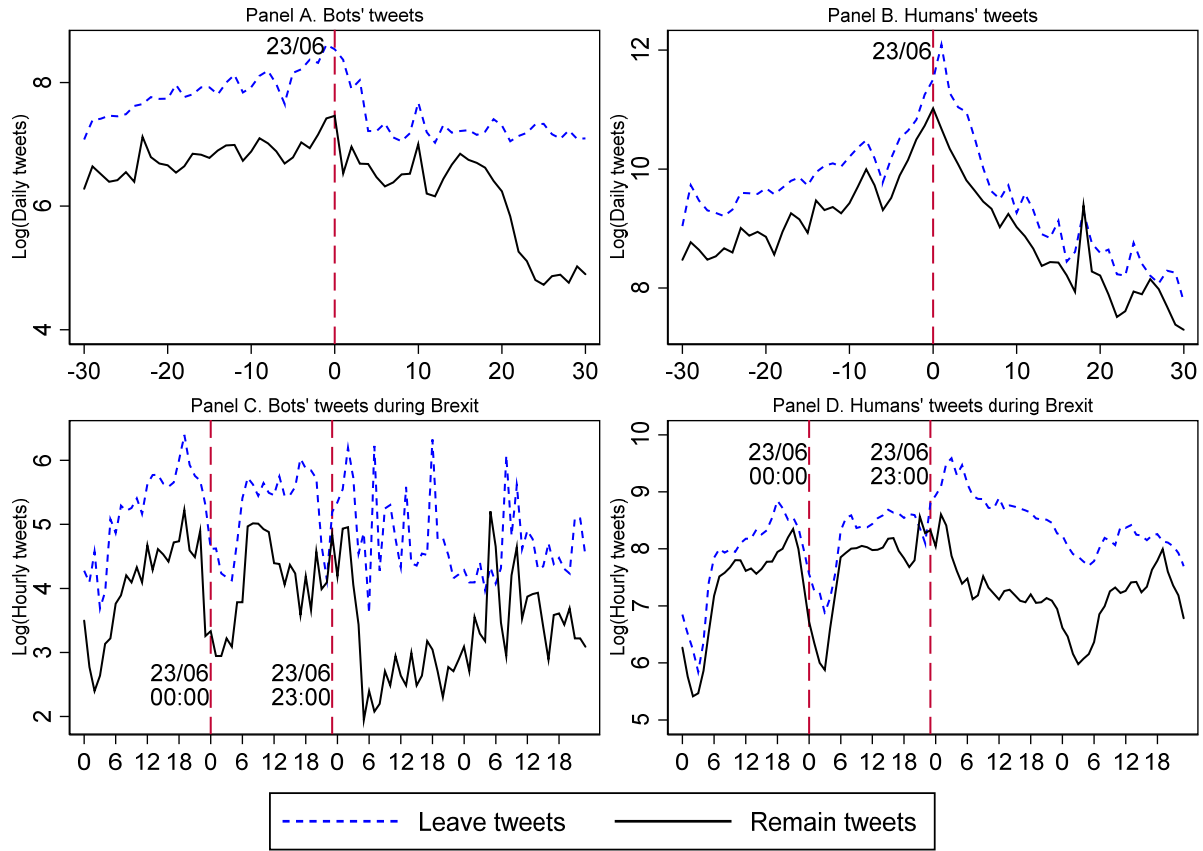 Panel A. Bots' tweets
Log(Daily tweets)
8
6
4
23/06
-30 -20 -10 0 10 20 30
Panel B. Humans' tweets
Log(Daily tweets)
12
10
8
23/06
-30 -20 -10 0 10 20 30
Panel C. Bots' tweets during Brexit
Log(Hourly tweets)
6
5
4
3
2
23/06
00:00
23/06
23:00
0 6 12 18 0 6 12 18 0 6 12 18 0 6 12 18
Panel D. Humans' tweets during Brexit
Log(Hourly tweets)
10
9
8
7
6
5
23/06
00:00
23/06
23:00
0 6 12 18 0 6 12 18 0 6 12 18 0 6 12 18
Leave tweets Remain tweets